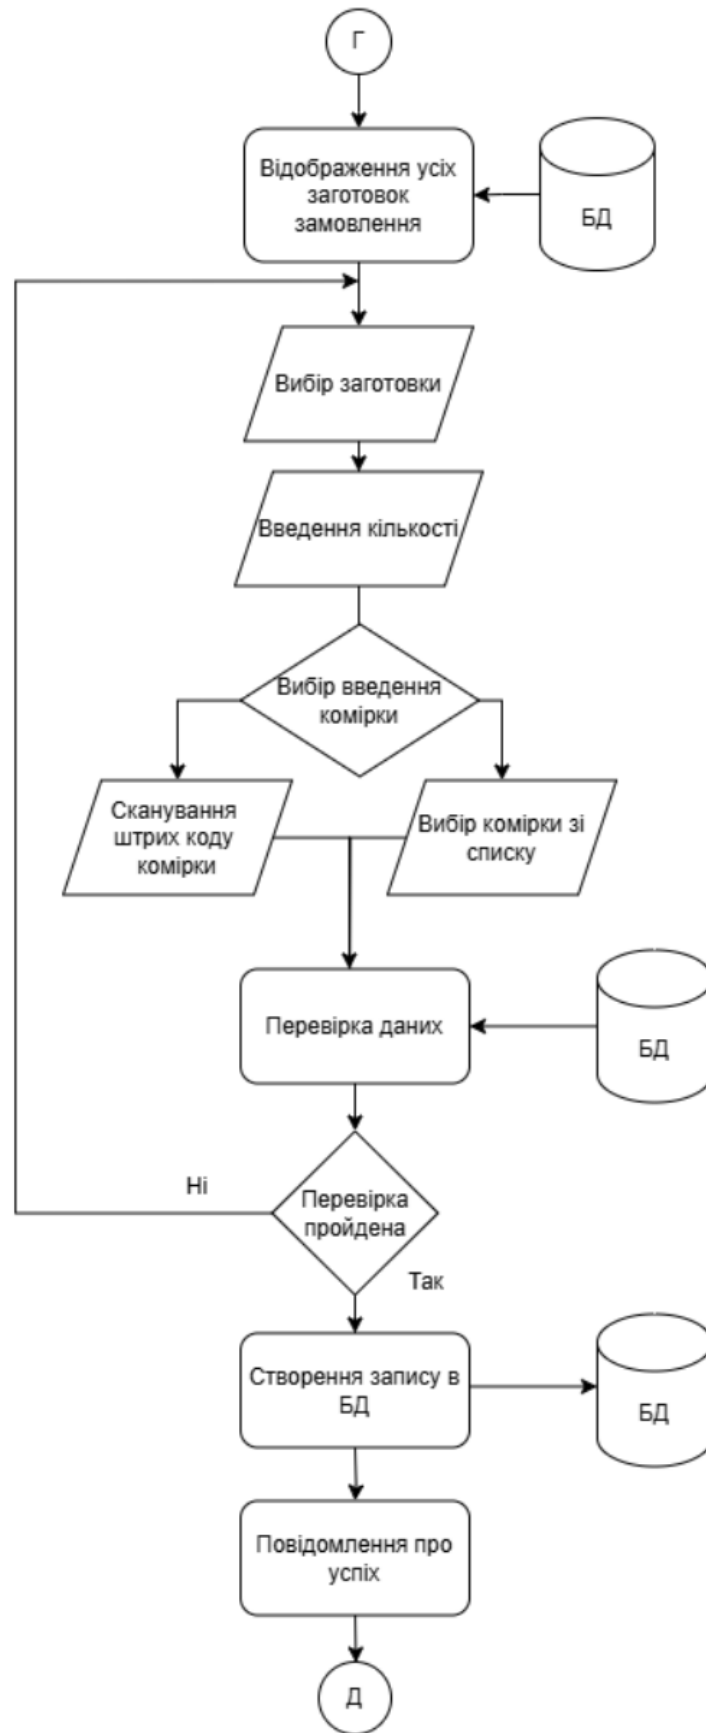 Г
Відображення усіх
заготовок
замовлення
БД
Вибір заготовки
Введення кількості
Вибір введення
комірки
Сканування
штрих коду
комірки
Вибір комірки зі
списку
Перевірка даних
БД
Ні
Перевірка
пройдена
Так
Створення запису в
БД
БД
Повідомлення про
успіх
Д